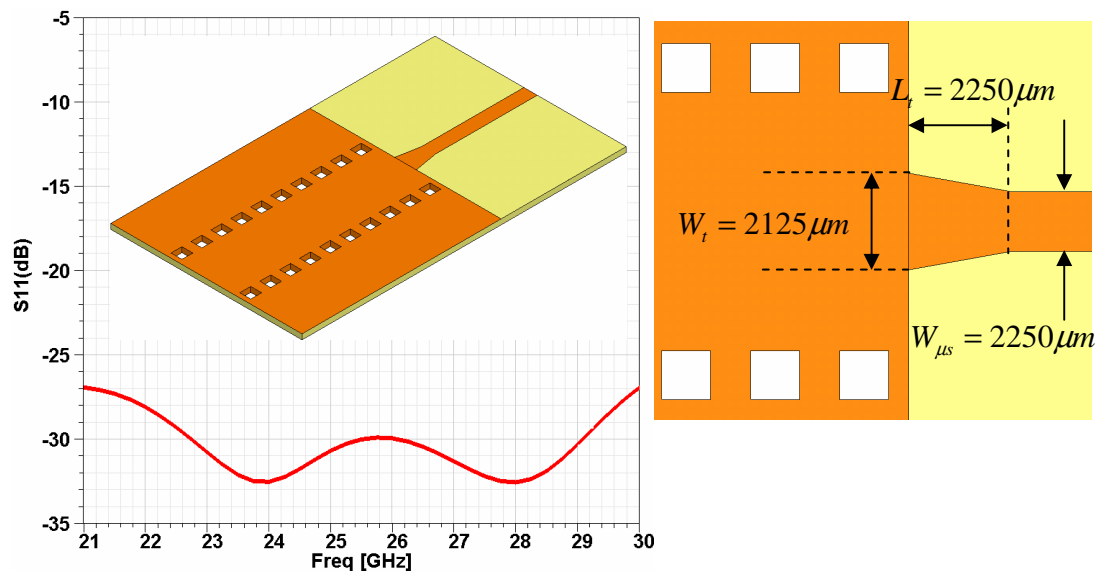 -5
-10
-15
-20
-25
-30
-35
S11(dB)
21 22 23 24 25 26 27 28 29 30
Freq [GHz]
L_t = 2250 μm
W_t = 2125 μm
W_μs = 2250 μm